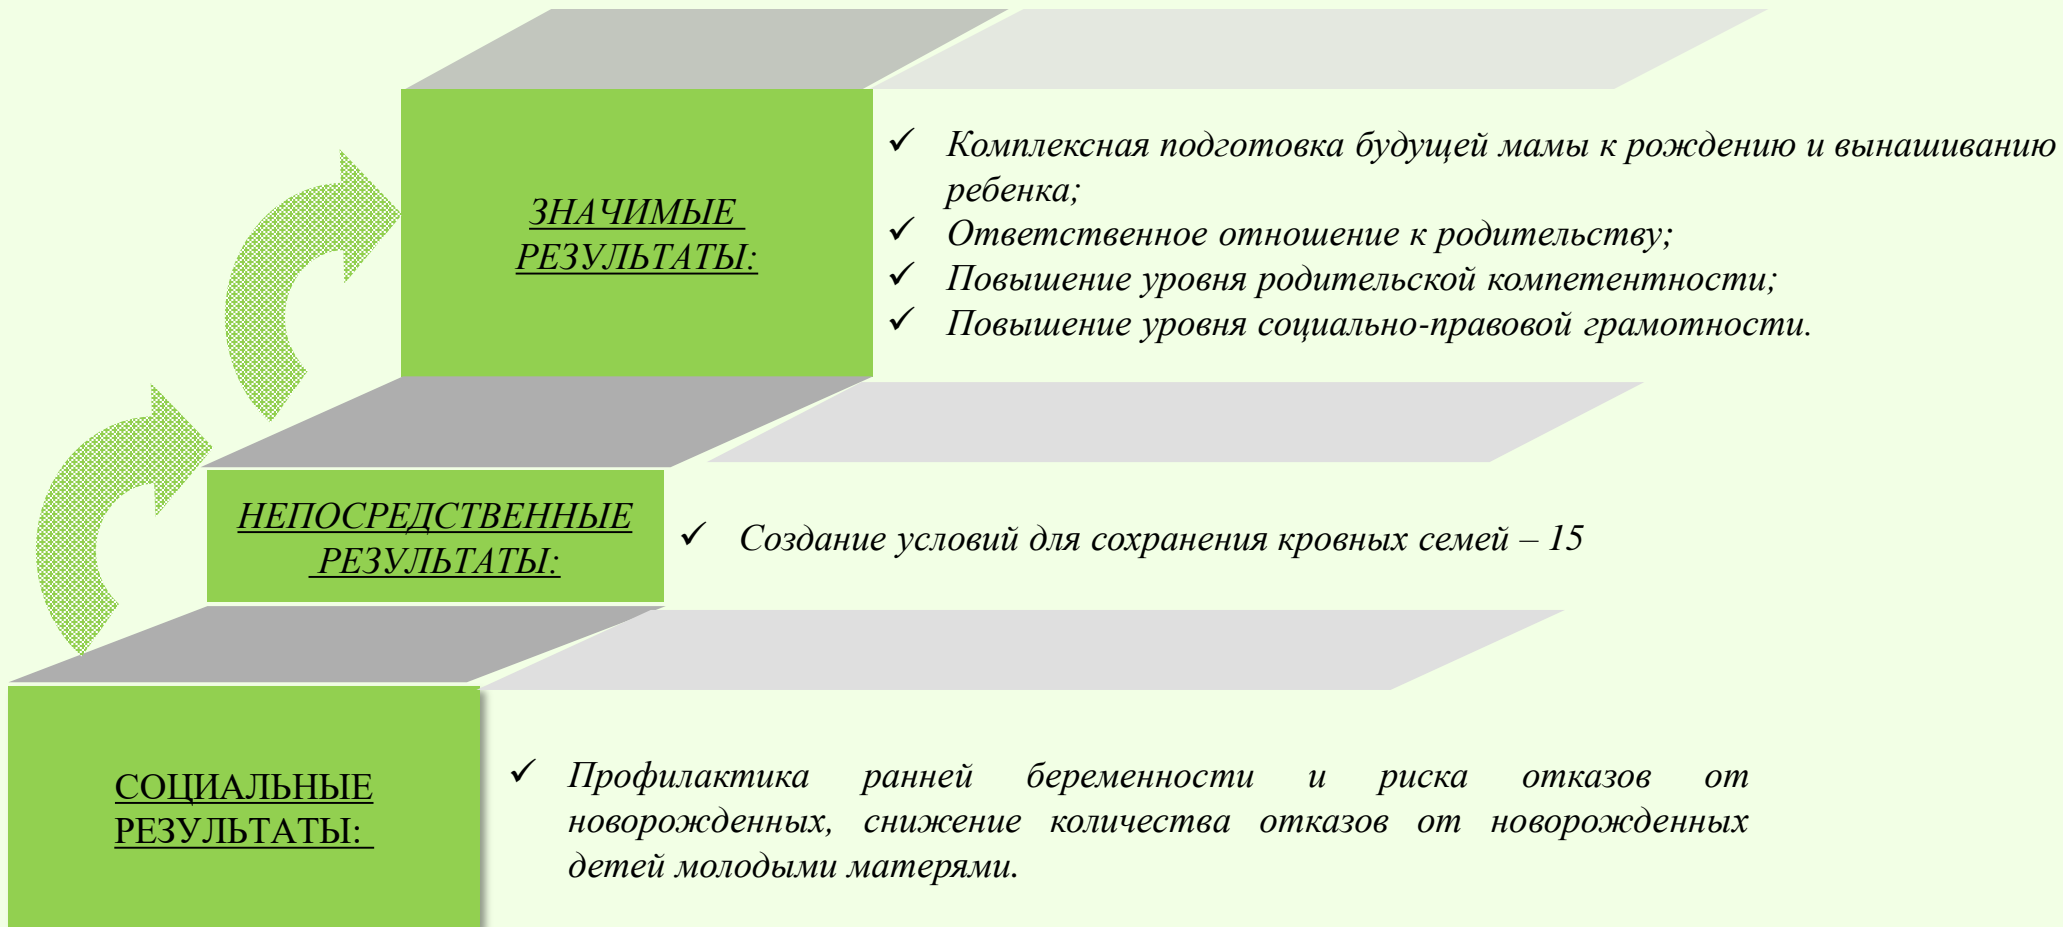 ЗНАЧИМЫЕ
РЕЗУЛЬТАТЫ:
✓ Комплексная подготовка будущей мамы к рождению и вынашиванию
ребенка;
✓ Ответственное отношение к родительству;
✓ Повышение уровня родительской компетентности;
✓ Повышение уровня социально-правовой грамотности.
НЕПОСРЕДСТВЕННЫЕ
РЕЗУЛЬТАТЫ:
✓ Создание условий для сохранения кровных семей – 15
СОЦИАЛЬНЫЕ
РЕЗУЛЬТАТЫ:
✓ Профилактика ранней беременности и риска отказов от
новорожденных, снижение количества отказов от новорожденных
детей молодыми матерями.